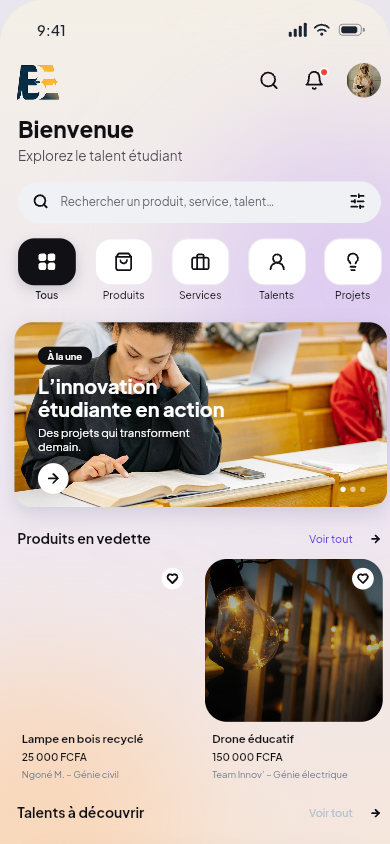 9:41
Bienvenue
Explorez le talent étudiant
Rechercher un produit, service, talent...
Tous
Produits
Services
Talents
Projets
À la une
L’innovation
étudiante en action
Des projets qui transforment
demain.
Produits en vedette
Voir tout
Lampe en bois recyclé
25 000 FCFA
Ngoné M. – Génie civil
Drone éducatif
150 000 FCFA
Team Innov’ – Génie électrique
Talents à découvrir
Voir tout